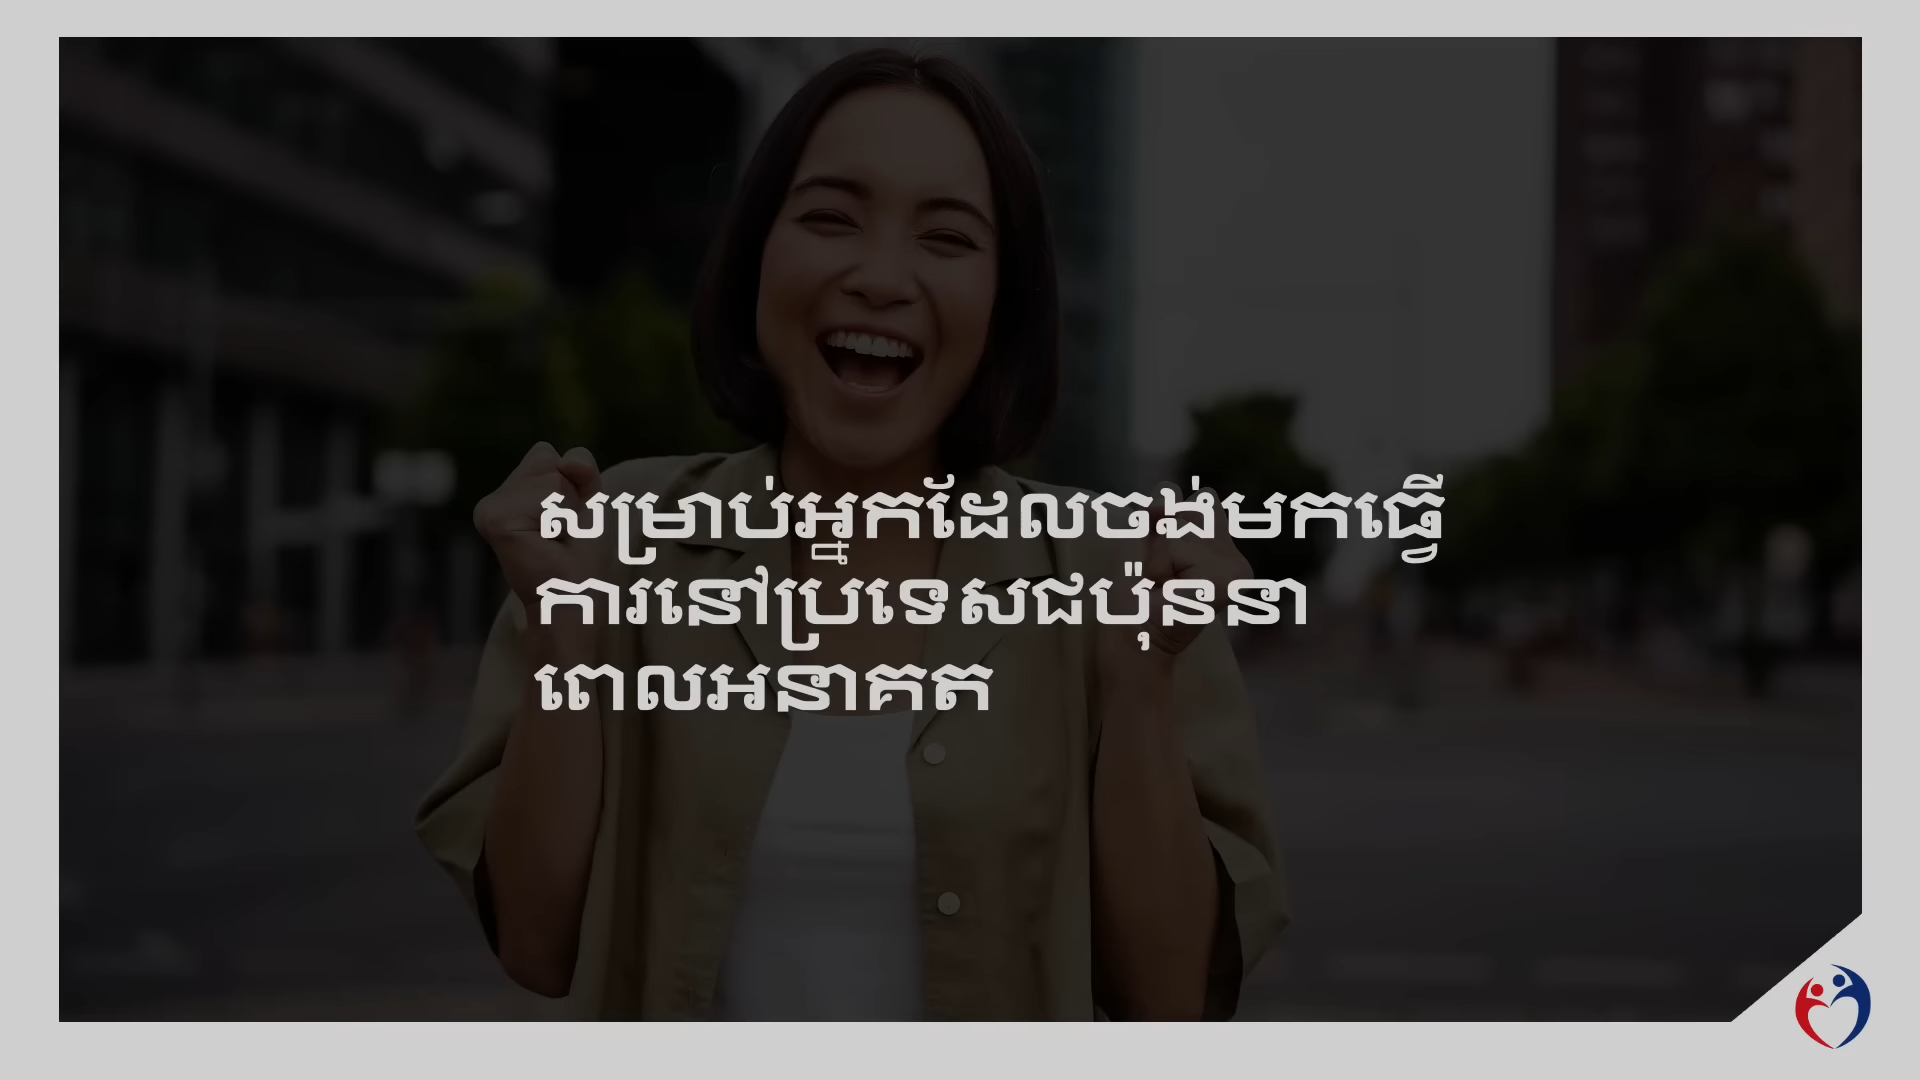 សម្រាប់អ្នកដែលចង់មកធ្វើ
ការនៅប្រទេសជប៉ុននា
ពេលអនាគត